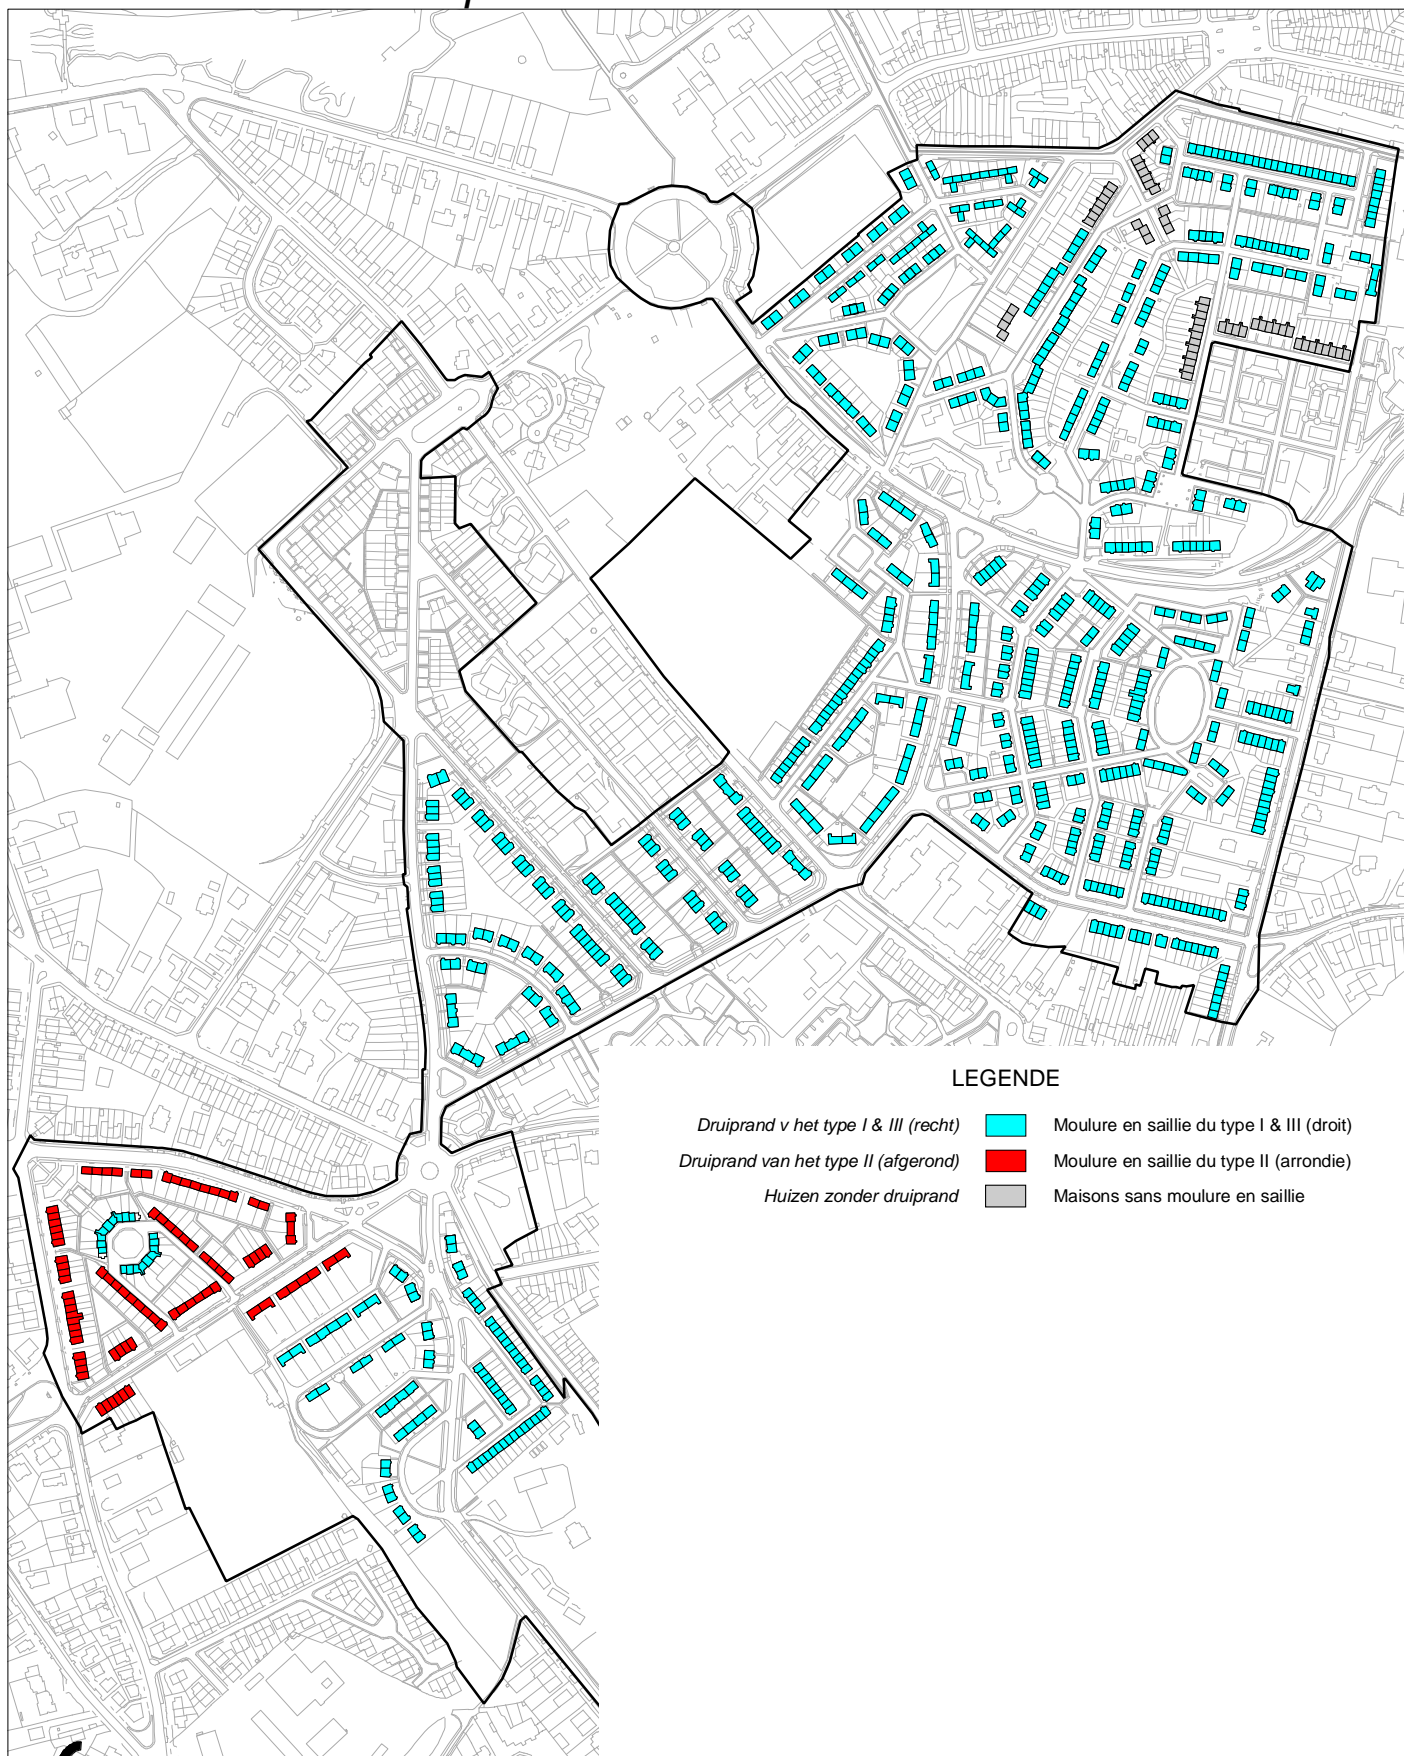 LEGENDE
Druiprand v het type I & III (recht) Moulure en saillie du type I & III (droit)
Druiprand van het type II (afgerond) Moulure en saillie du type II (arrondie)
Huizen zonder druiprand Maisons sans moulure en saillie